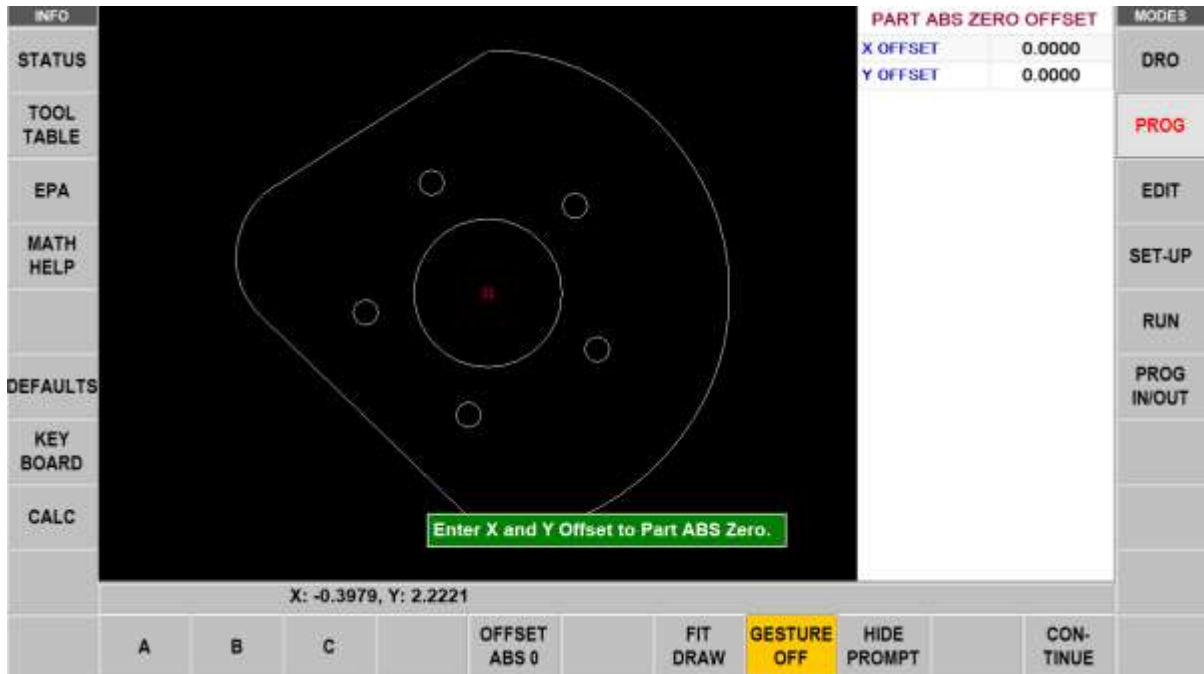 INFO
STATUS
TOOL
TABLE
EPA
MATH
HELP
DEFAULTS
KEY
BOARD
CALC
PART ABS ZERO OFFSET
X OFFSET 0.0000
Y OFFSET 0.0000
Enter X and Y Offset to Part ABS Zero.
MODES
DRO
PROG
EDIT
SET-UP
RUN
PROG
IN/OUT
X: -0.3979, Y: 2.2221
A
B
C
OFFSET
ABS 0
FIT
DRAW
GESTURE
OFF
HIDE
PROMPT
CON-
TINUE